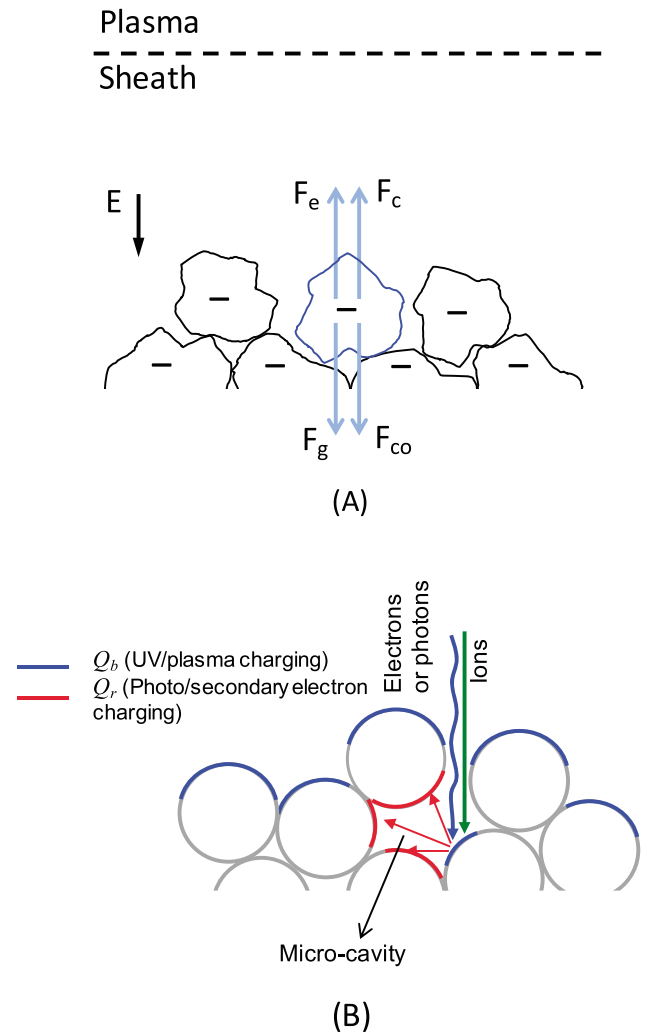 Plasma
Sheath
E
Fe
Fc
−
−
−
−
−
−
−
Fg
Fco
(A)
Electrons
or photons
Ions
Qb (UV/plasma charging)
Qr (Photo/secondary electron
charging)
Micro-cavity
(B)